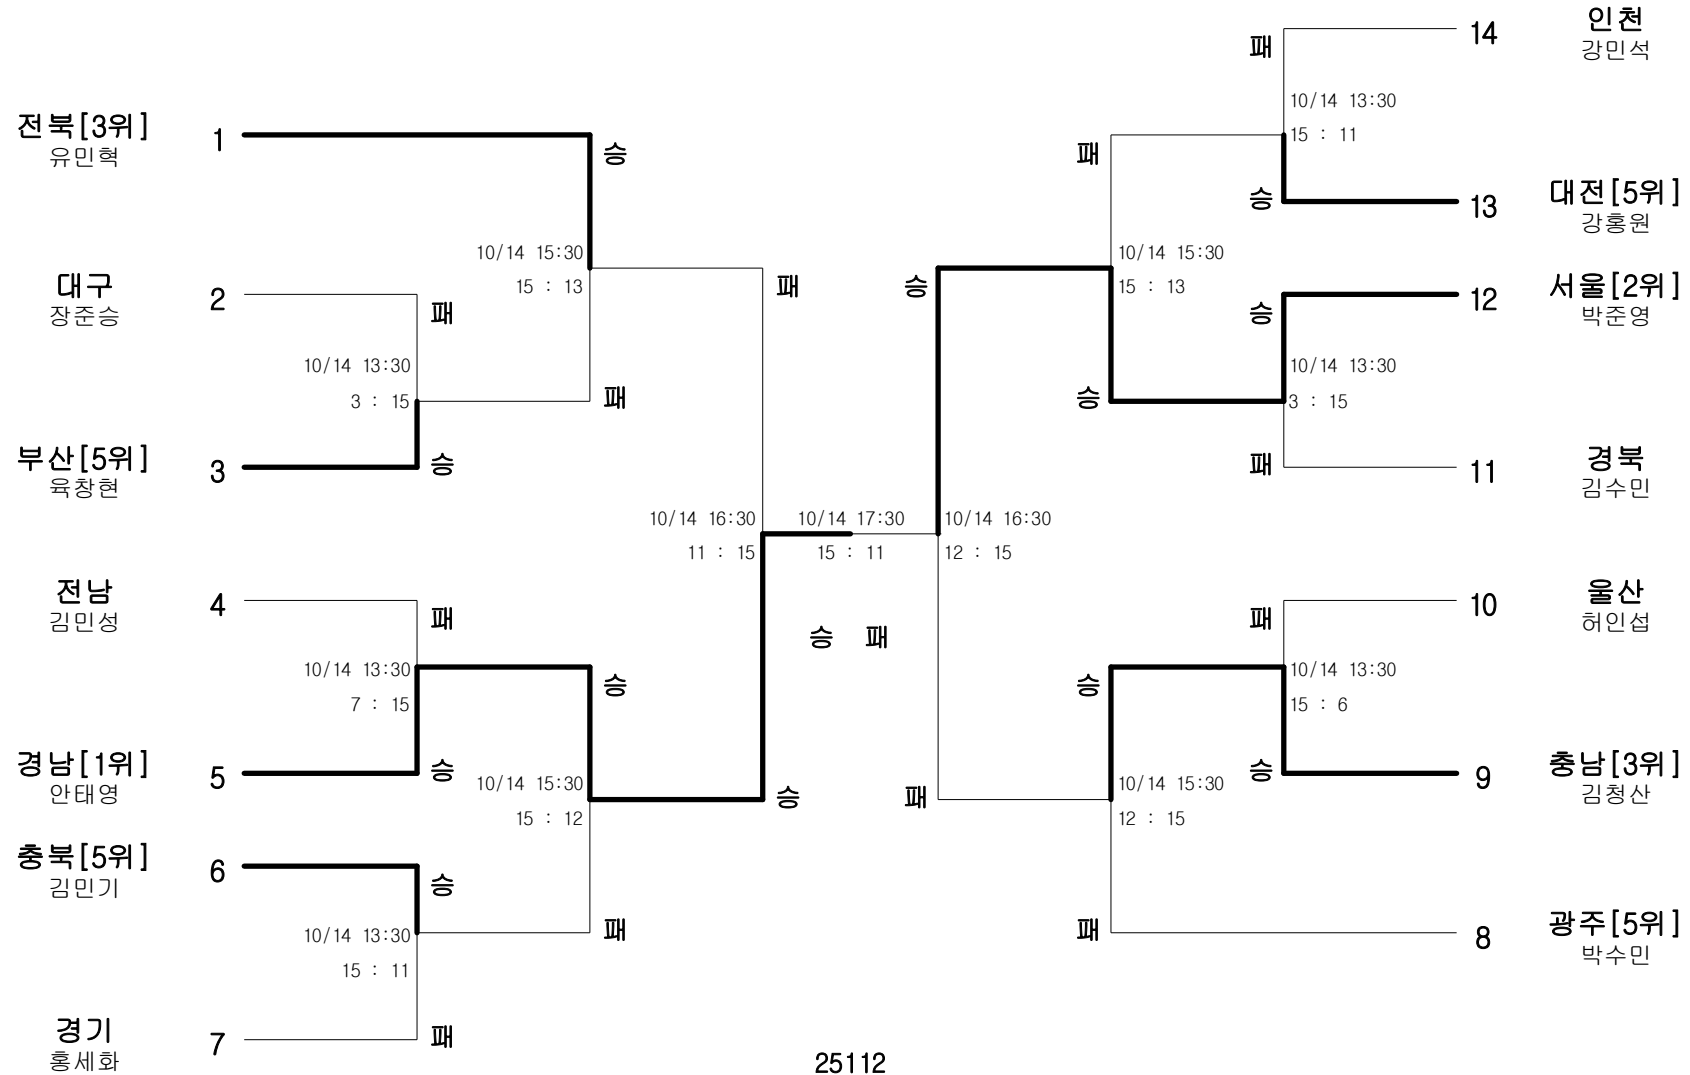 전북[3위]
유민혁
1
승
10/14 15:30
15 : 13
대구
장준승
2
패
10/14 13:30
3 : 15
패
부산[5위]
육창현
3
승
패
10/14 16:30
11 : 15
전남
김민성
4
패
10/14 13:30
7 : 15
승
경남[1위]
안태영
5
승
10/14 15:30
15 : 12
승
충북[5위]
김민기
6
승
10/14 13:30
15 : 11
패
경기
홍세화
7
패
10/14 17:30
15 : 11
승 패
25112
패
14
인천
강민석
10/14 13:30
15 : 11
패
승
13
대전[5위]
강홍원
10/14 15:30
15 : 13
승
승
12
서울[2위]
박준영
10/14 13:30
3 : 15
승
패
11
경북
김수민
10/14 16:30
12 : 15
패
10
울산
허인섭
10/14 13:30
15 : 6
승
승
9
충남[3위]
김청산
10/14 15:30
12 : 15
패
패
8
광주[5위]
박수민